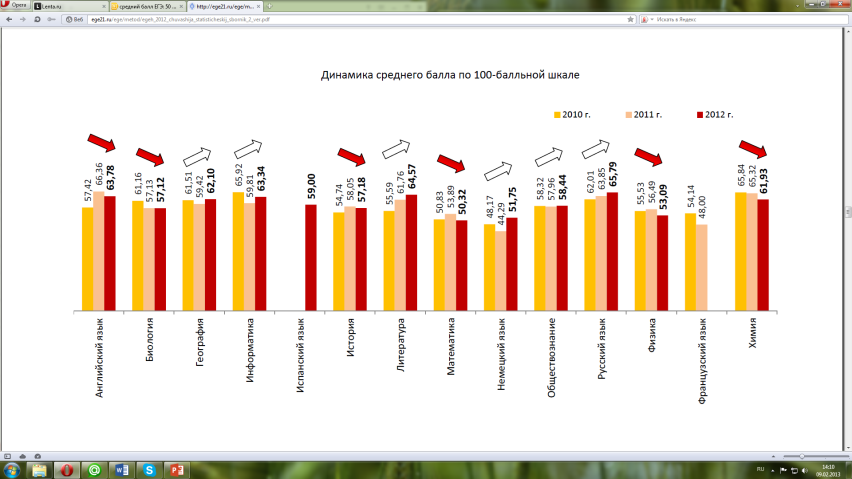 Opera
Lenta.ru
средний балл ЕГЭ: 50 ...
http://ege21.ru/ege/m...
Веб
ege21.ru/ege/metod/egeh_2012_chuvashija_statisticheskij_sbornik_2_ver.pdf
Искать в Яндекс
Динамика среднего балла по 100-балльной шкале
2010 г. 2011 г. 2012 г.
57,42 66,36 63,78
61,16 57,13 57,12
61,51 59,42 62,10
65,92 59,81 63,34
59,00
54,74 58,05 57,18
55,59 61,76 64,57
50,83 53,89 50,32
48,17 44,29 51,75
58,32 57,96 58,44
62,01 63,85 65,79
55,53 56,49 53,09
54,14 48,00
65,84 65,32 61,93
Английский язык
Биология
География
Информатика
Испанский язык
История
Литература
Математика
Немецкий язык
Обществознание
Русский язык
Физика
Французский язык
Химия
RU
14:10
09.02.2013